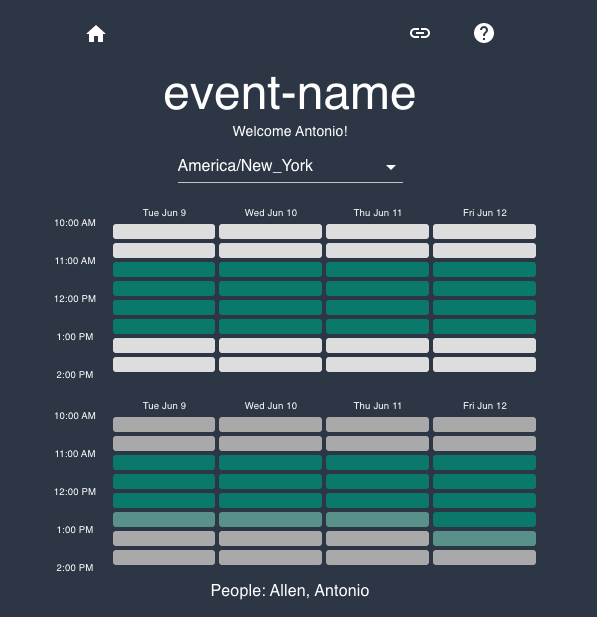 event-name
Welcome Antonio!
America/New_York
Tue Jun 9 Wed Jun 10 Thu Jun 11 Fri Jun 12
10:00 AM
11:00 AM
12:00 PM
1:00 PM
2:00 PM
Tue Jun 9 Wed Jun 10 Thu Jun 11 Fri Jun 12
10:00 AM
11:00 AM
12:00 PM
1:00 PM
2:00 PM
People: Allen, Antonio